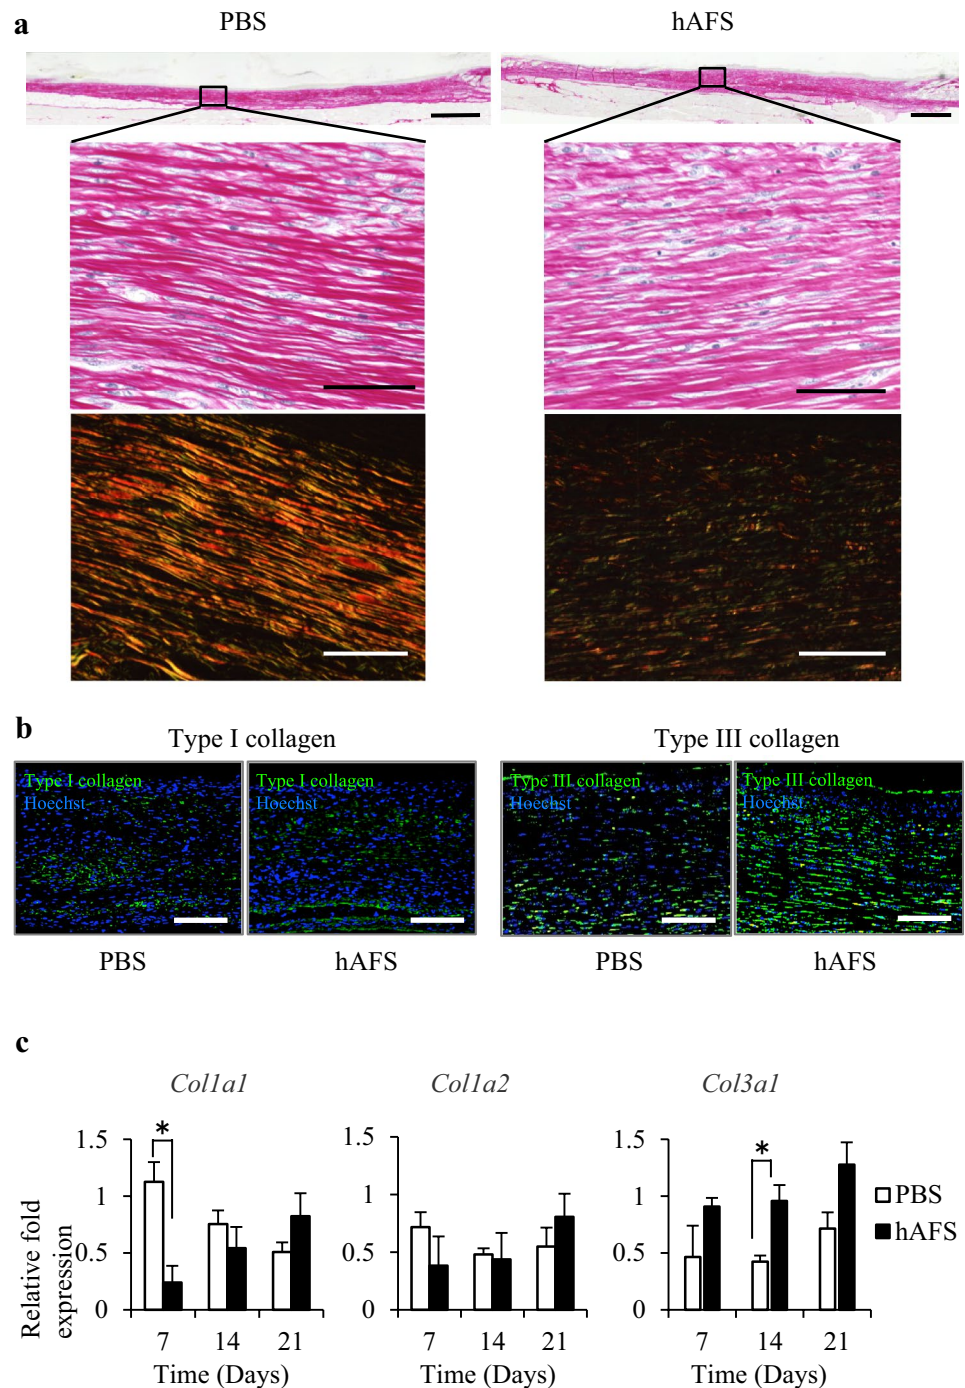 a
PBS
hAFS
b
Type I collagen
Type III collagen
Type I collagen
Hoechst
Type I collagen
Hoechst
Type III collagen
Hoechst
Type III collagen
Hoechst
PBS
hAFS
PBS
hAFS
c
Col1a1
Col1a2
Col3a1
Relative fold
expression
1.5
1
0.5
0
*
7 14 21
Time (Days)
1.5
1
0.5
0
7 14 21
Time (Days)
1.5
1
0.5
0
*
7 14 21
Time (Days)
PBS
hAFS